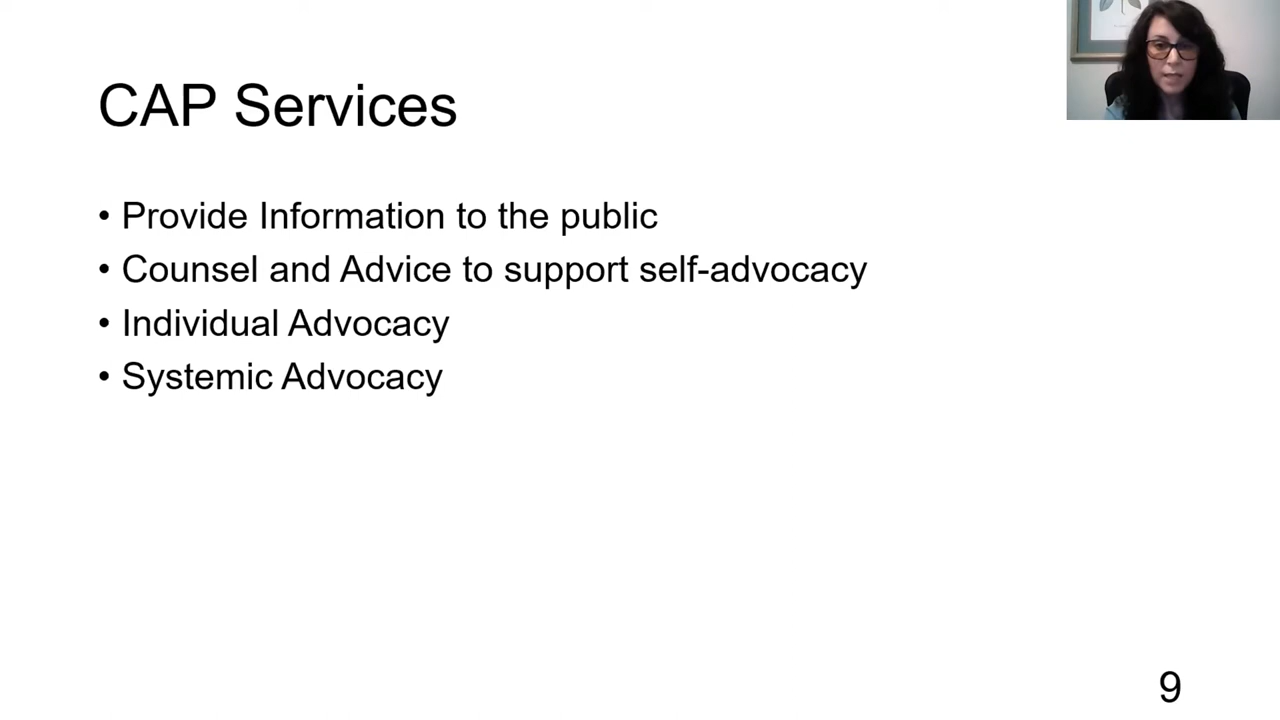 CAP Services
• Provide Information to the public
• Counsel and Advice to support self-advocacy
• Individual Advocacy
• Systemic Advocacy
9